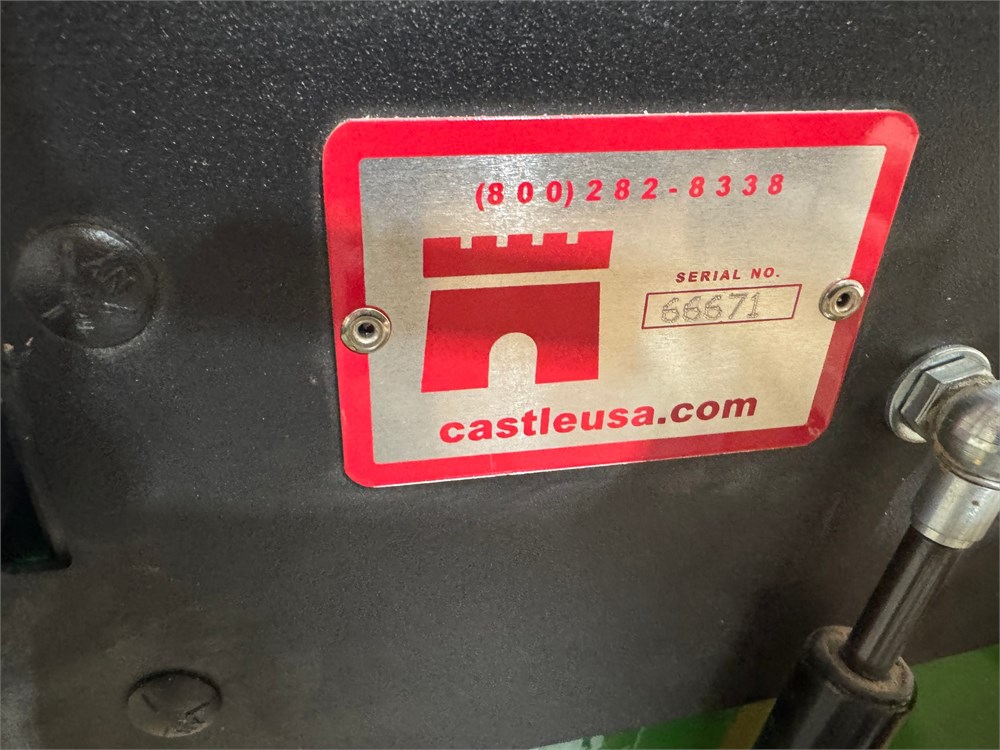 (800)282-8338
SERIAL NO.
66671
castleusa.com